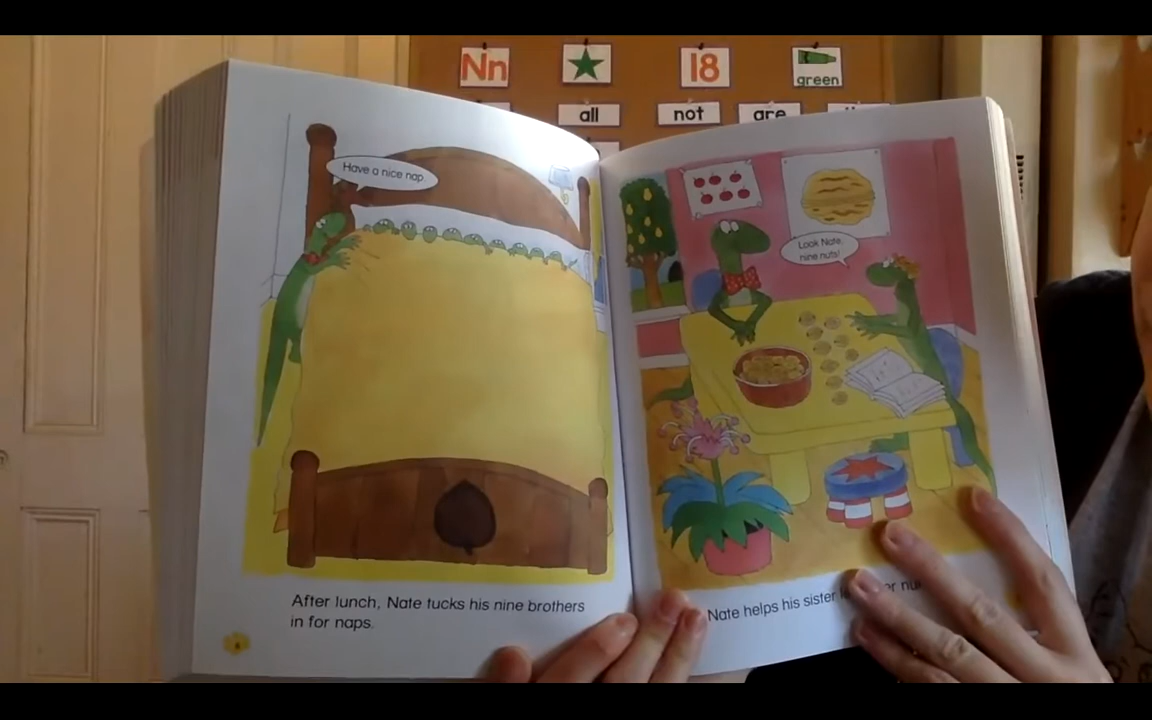 Nn
18
green
all not are
Have a nice nap.
After lunch, Nate tucks his nine brothers
in for naps.
Look Nate,
nine nuts!
Nate helps his sister